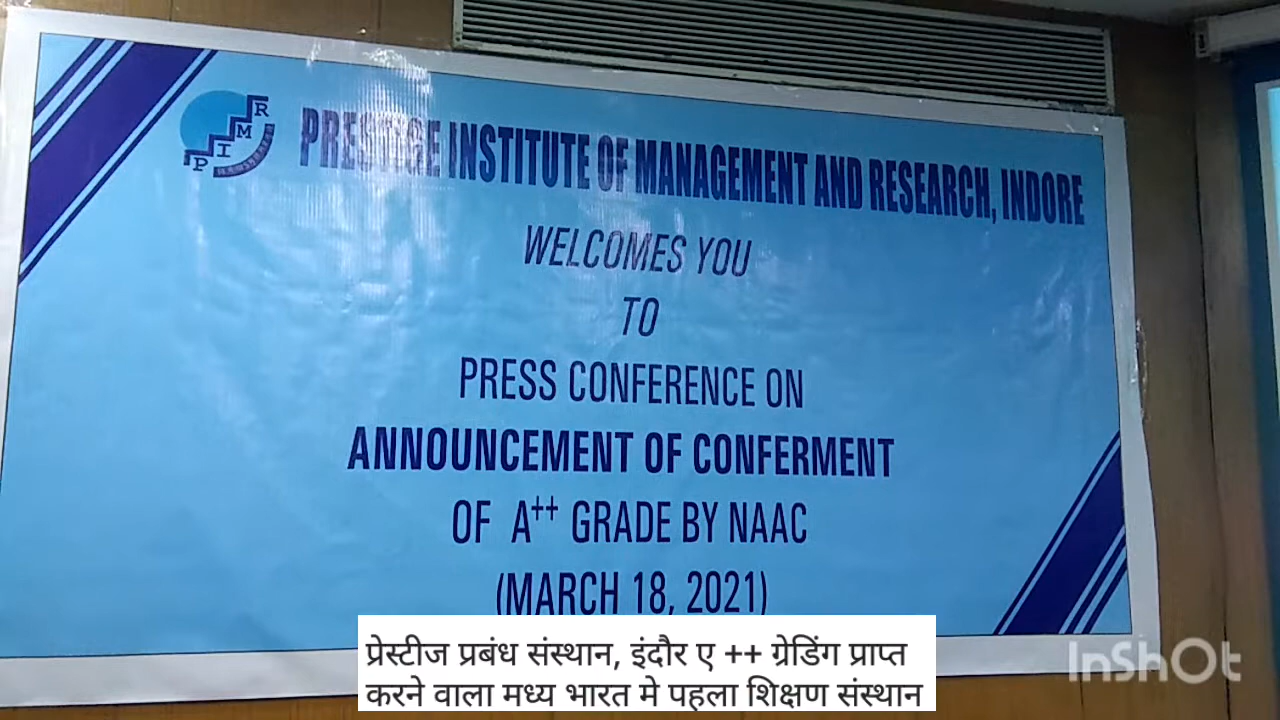 PIMR
PRESTIGE INSTITUTE OF MANAGEMENT AND RESEARCH, INDORE
WELCOMES YOU
TO
PRESS CONFERENCE ON
ANNOUNCEMENT OF CONFERMENT
OF A++ GRADE BY NAAC
(MARCH 18, 2021)
प्रेस्टीज प्रबंध संस्थान, इंदौर ए ++ ग्रेडिंग प्राप्त
करने वाला मध्य भारत मे पहला शिक्षण संस्थान
InShOt